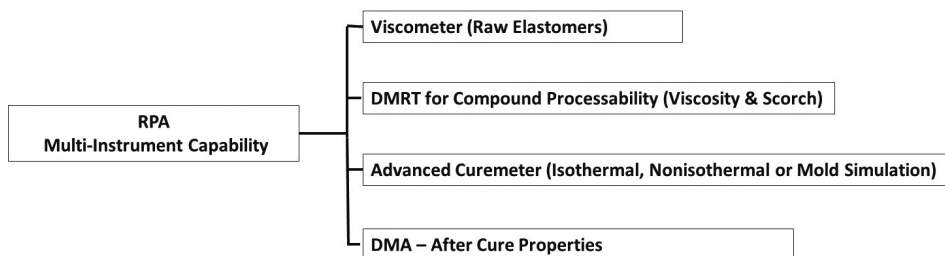 Viscometer (Raw Elastomers)
DMRT for Compound Processability (Viscosity & Scorch)
RPA
Multi-Instrument Capability
Advanced Curemeter (Isothermal, Nonisothermal or Mold Simulation)
DMA – After Cure Properties